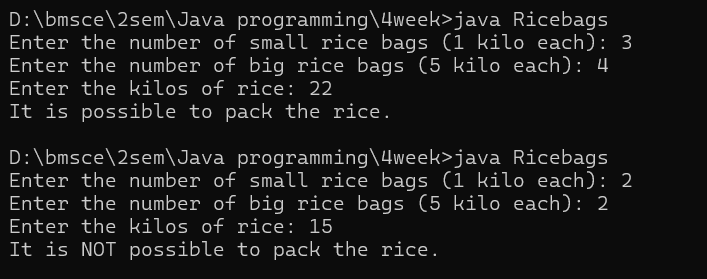 D:\bmsce\2sem\Java programming\4week>java Ricebags
Enter the number of small rice bags (1 kilo each): 3
Enter the number of big rice bags (5 kilo each): 4
Enter the kilos of rice: 22
It is possible to pack the rice.
D:\bmsce\2sem\Java programming\4week>java Ricebags
Enter the number of small rice bags (1 kilo each): 2
Enter the number of big rice bags (5 kilo each): 2
Enter the kilos of rice: 15
It is NOT possible to pack the rice.